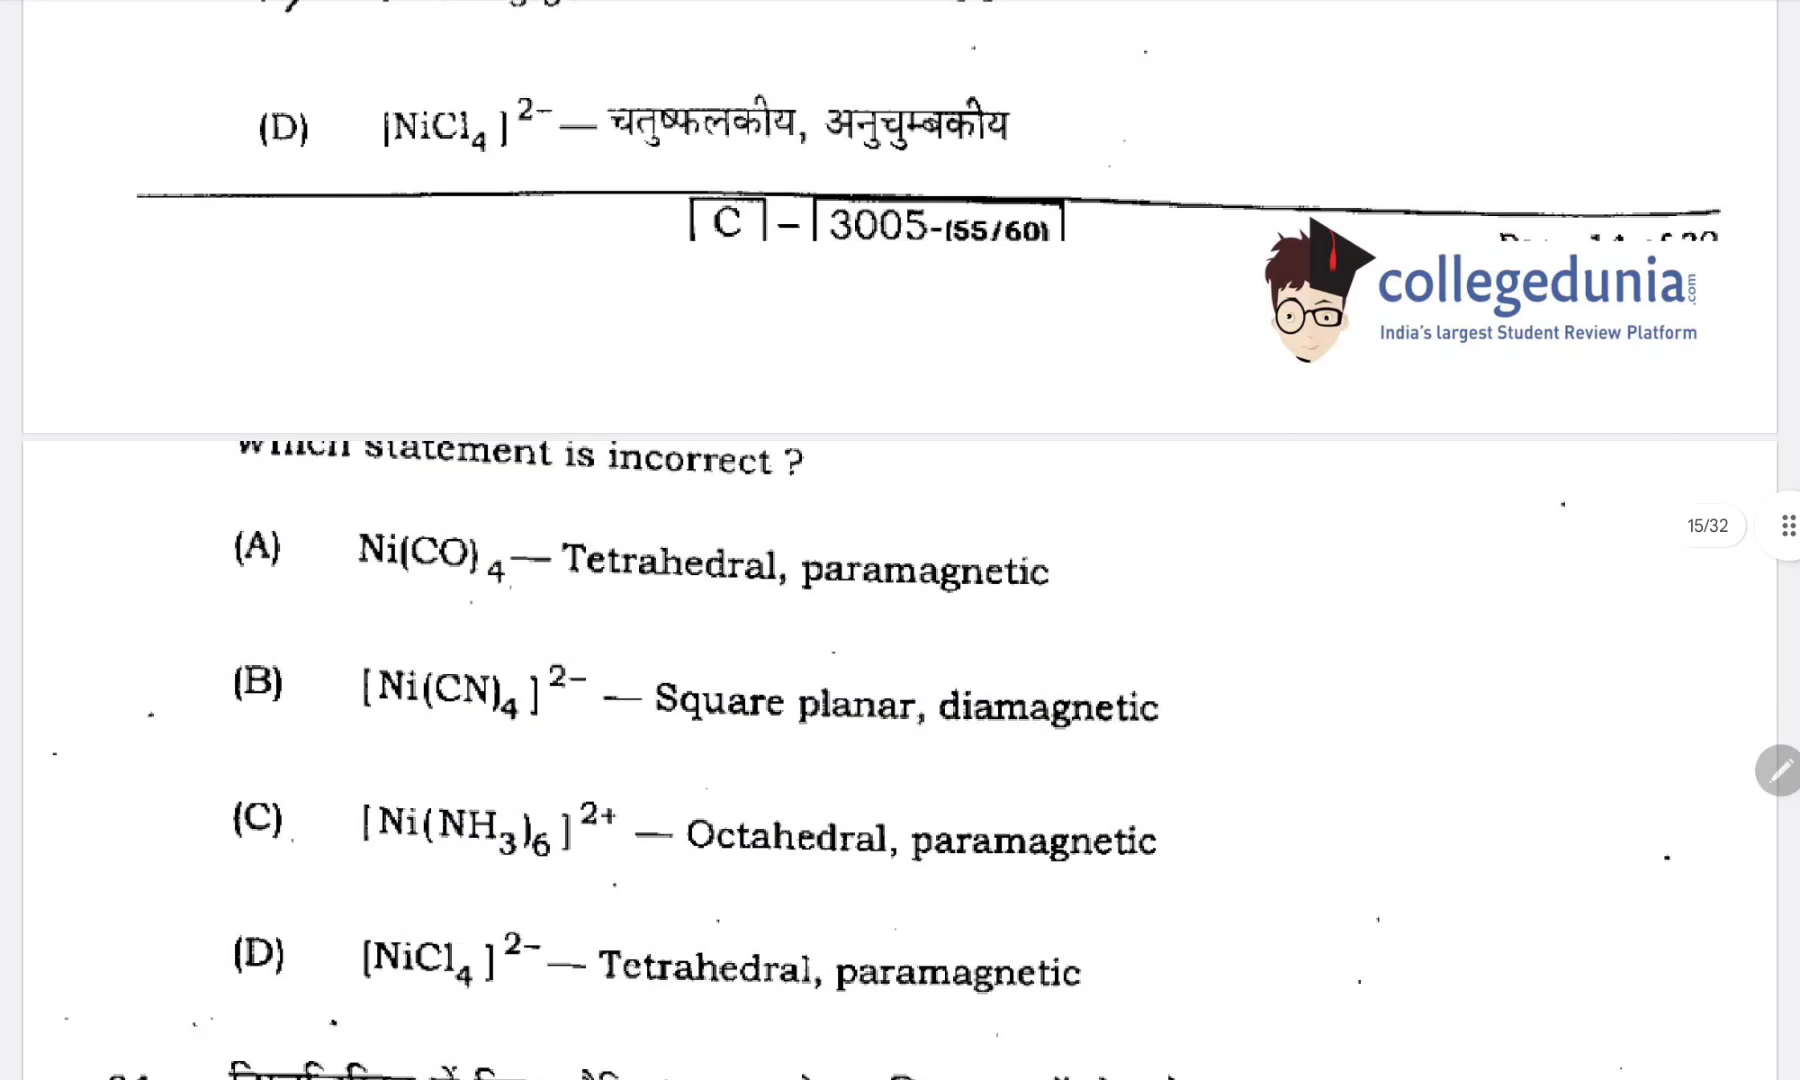 (D) [NiCl4]2− — चतुष्फलकीय, अनुचुम्बकीय
C – 3005-(55/60)
collegedunia.com
India's largest Student Review Platform
Which statement is incorrect ?
15/32
(A) Ni(CO)4 — Tetrahedral, paramagnetic
(B) [Ni(CN)4]2− — Square planar, diamagnetic
(C) [Ni(NH3)6]2+ — Octahedral, paramagnetic
(D) [NiCl4]2− — Tetrahedral, paramagnetic